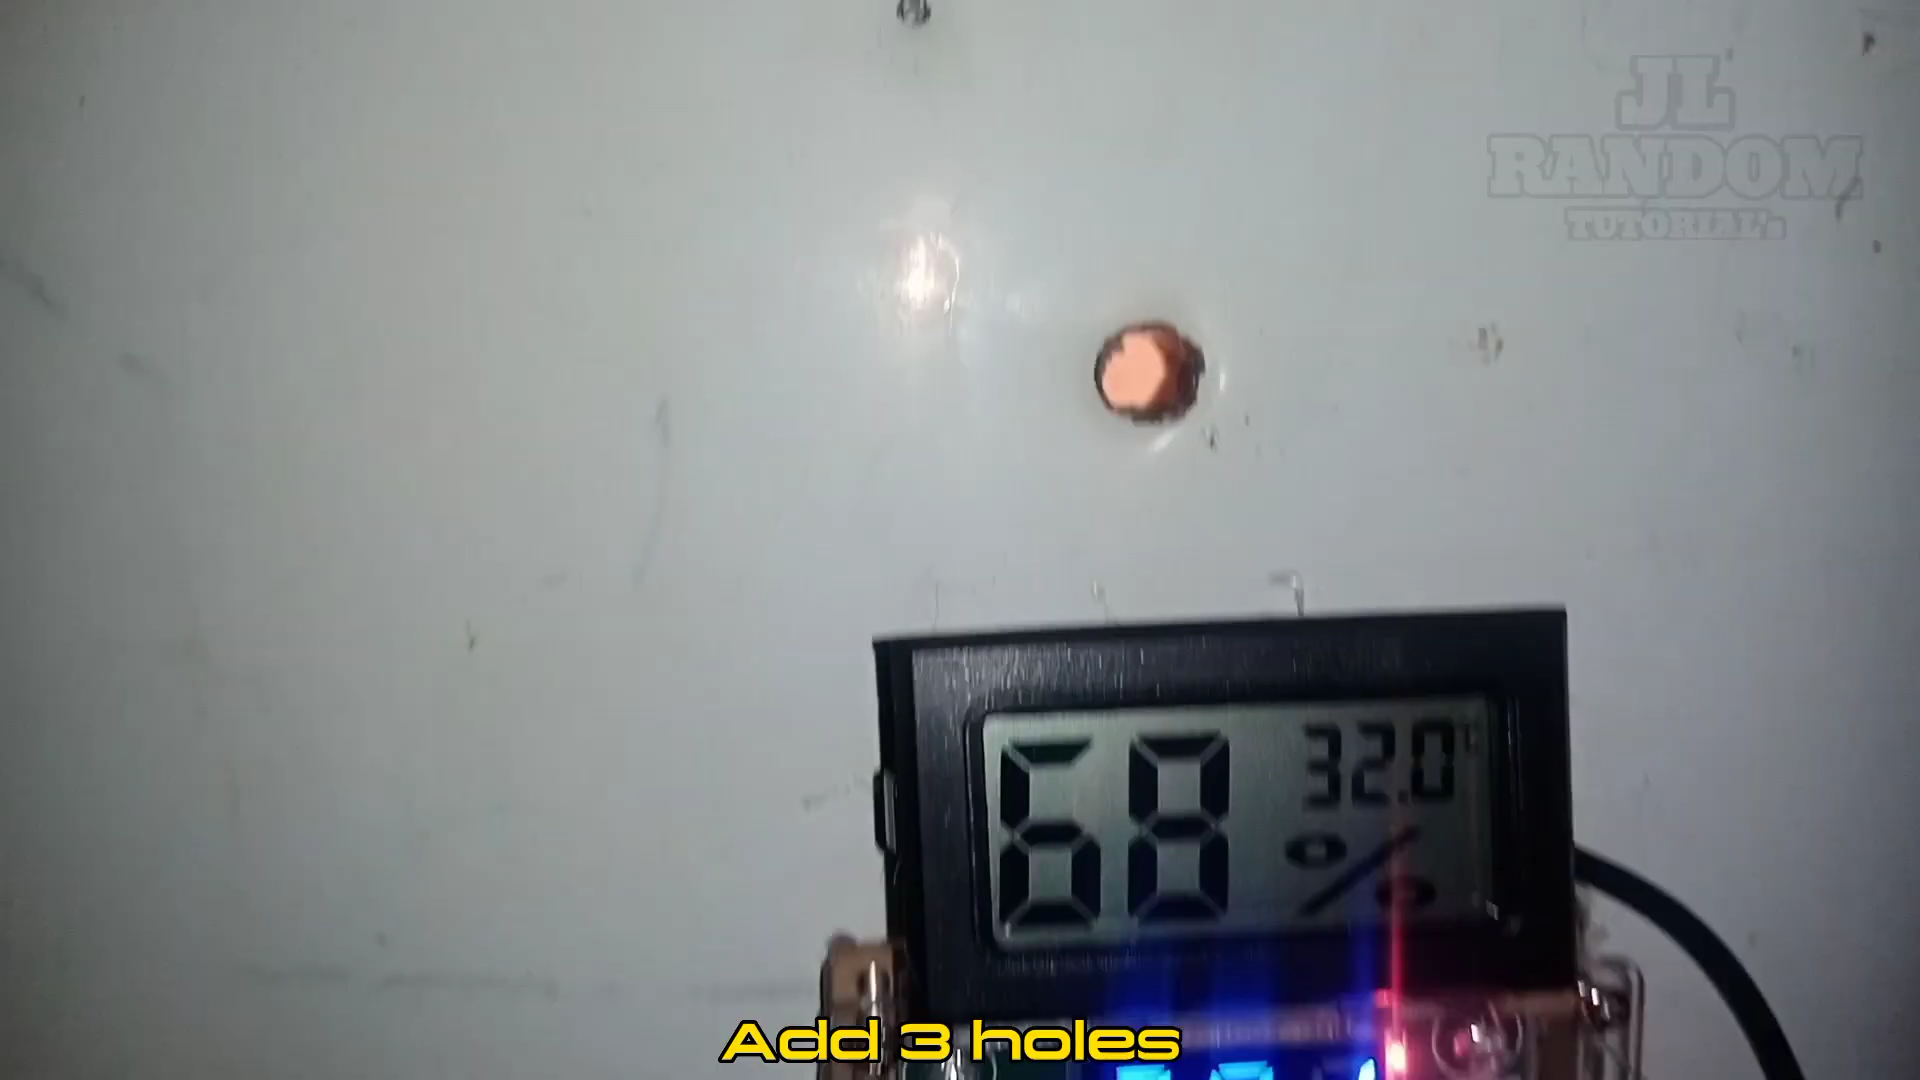 JL
RANDOM
TUTORIAL's
68
32.0°C
%
Add 3 holes